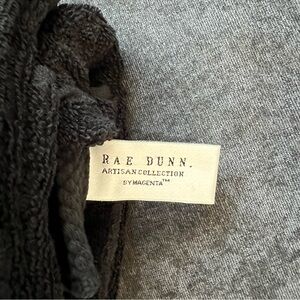 RAE DUNN.
ARTISAN COLLECTION
BY MAGENTA™